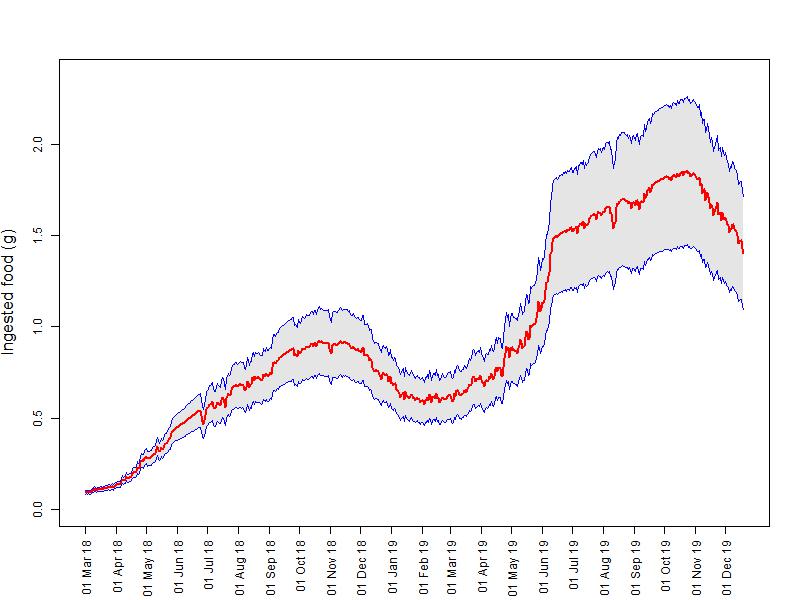 Ingested food (g)
2.0
1.5
1.0
0.5
0.0
01 Mar 18
01 Apr 18
01 May 18
01 Jun 18
01 Jul 18
01 Aug 18
01 Sep 18
01 Oct 18
01 Nov 18
01 Dec 18
01 Jan 19
01 Feb 19
01 Mar 19
01 Apr 19
01 May 19
01 Jun 19
01 Jul 19
01 Aug 19
01 Sep 19
01 Oct 19
01 Nov 19
01 Dec 19